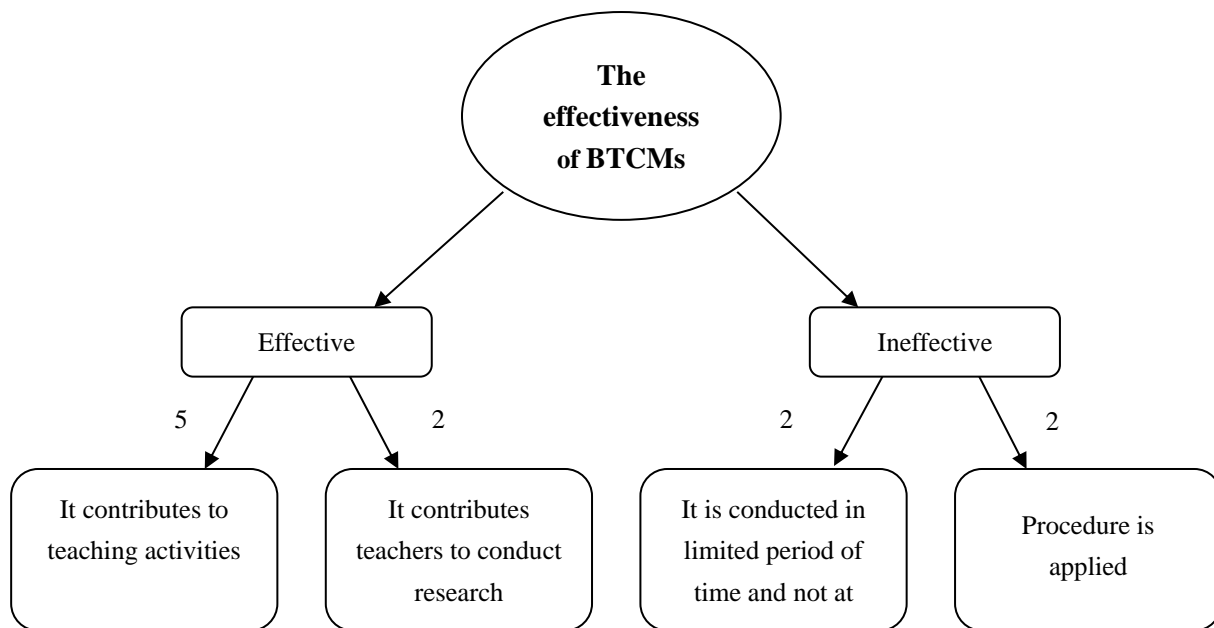 The
effectiveness
of BTCMs
Effective
Ineffective
5
2
2
2
It contributes to
teaching activities
It contributes
teachers to conduct
research
It is conducted in
limited period of
time and not at
Procedure is
applied